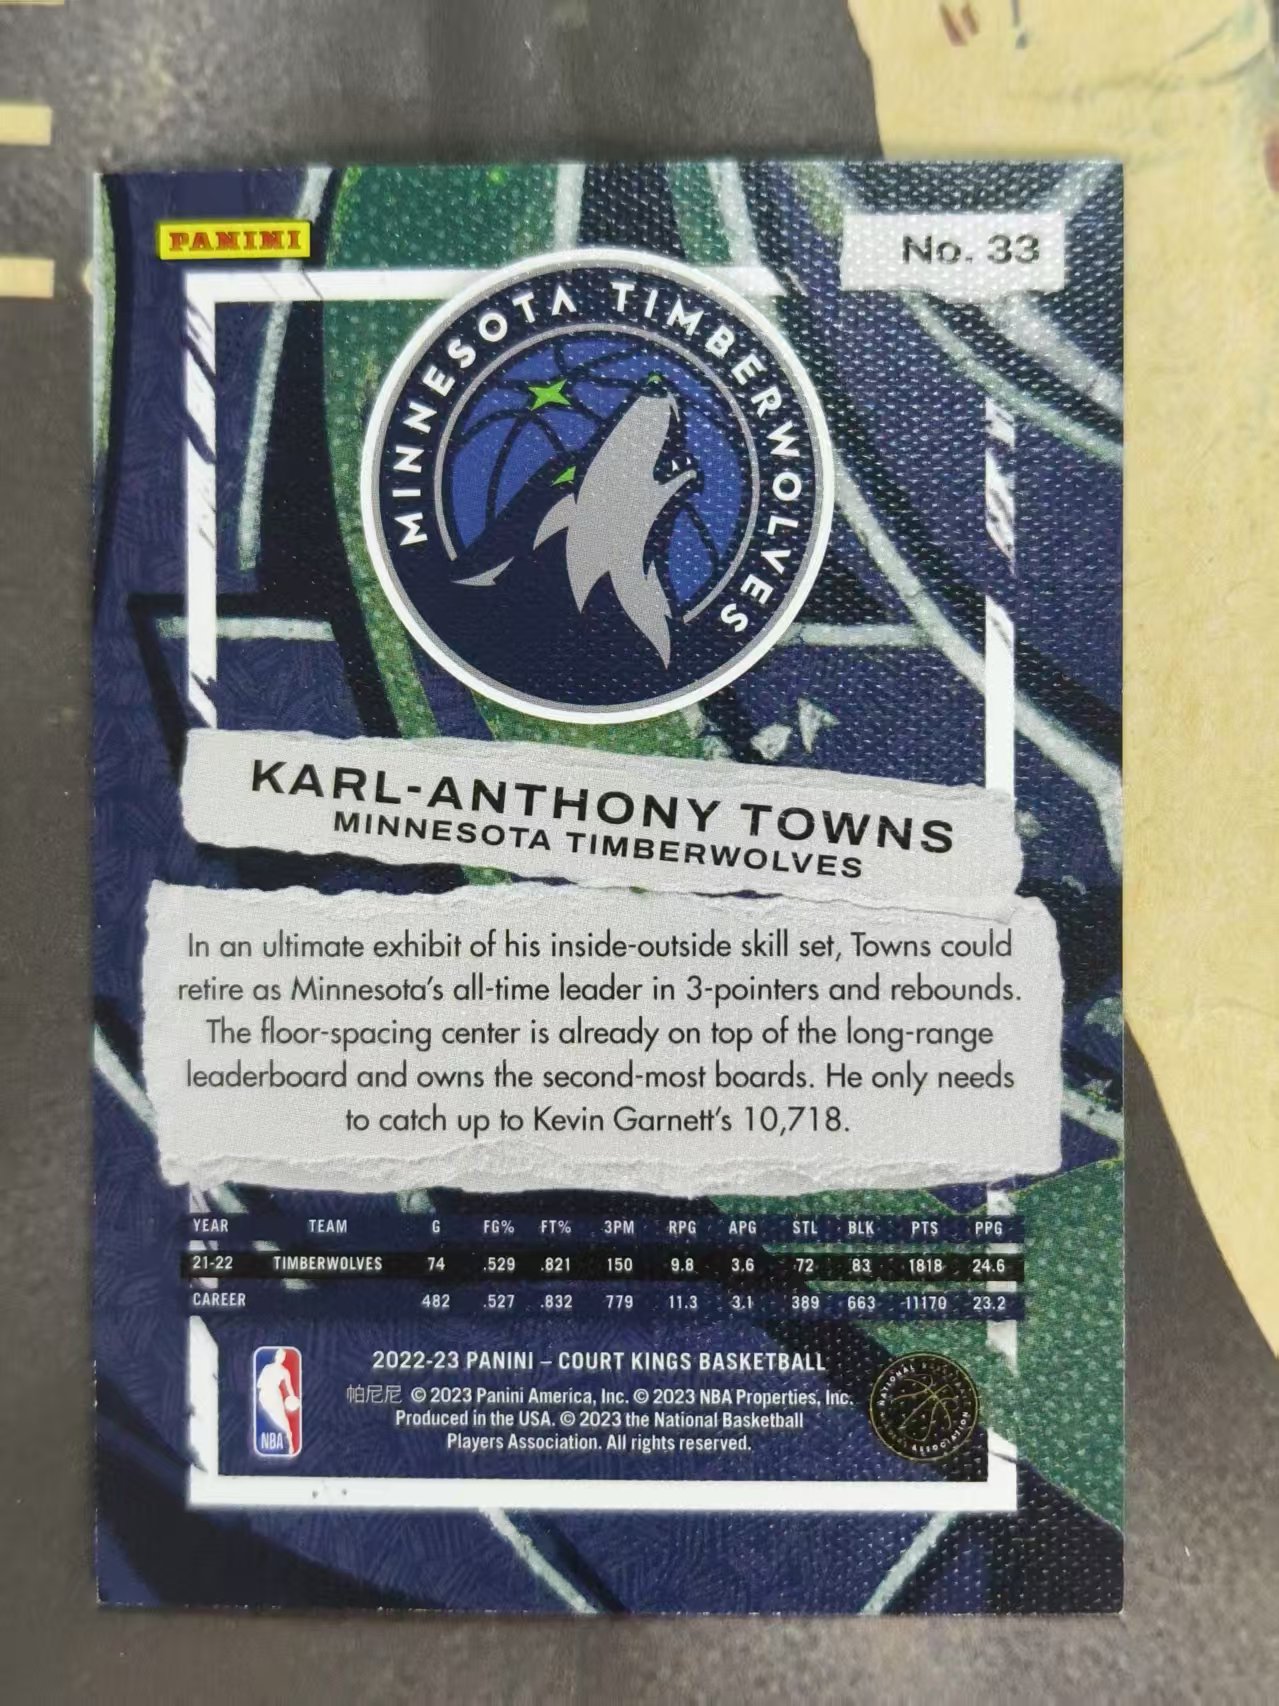 PANINI
No. 33
MINNESOTA TIMBERWOLVES
KARL-ANTHONY TOWNS
MINNESOTA TIMBERWOLVES
In an ultimate exhibit of his inside-outside skill set, Towns could
retire as Minnesota's all-time leader in 3-pointers and rebounds.
The floor-spacing center is already on top of the long-range
leaderboard and owns the second-most boards. He only needs
to catch up to Kevin Garnett's 10,718.
YEAR TEAM G FG% FT% 3PM RPG APG STL BLK PTS PPG
21-22 TIMBERWOLVES 74 .529 .821 150 9.8 3.6 72 83 1818 24.6
CAREER 482 .527 .832 779 11.3 3.1 389 663 11170 23.2
2022-23 PANINI – COURT KINGS BASKETBALL
帕尼尼 © 2023 Panini America, Inc. © 2023 NBA Properties, Inc.
Produced in the USA. © 2023 the National Basketball
Players Association. All rights reserved.
NBA
NATIONAL BASKETBALL
PLAYERS ASSOCIATION